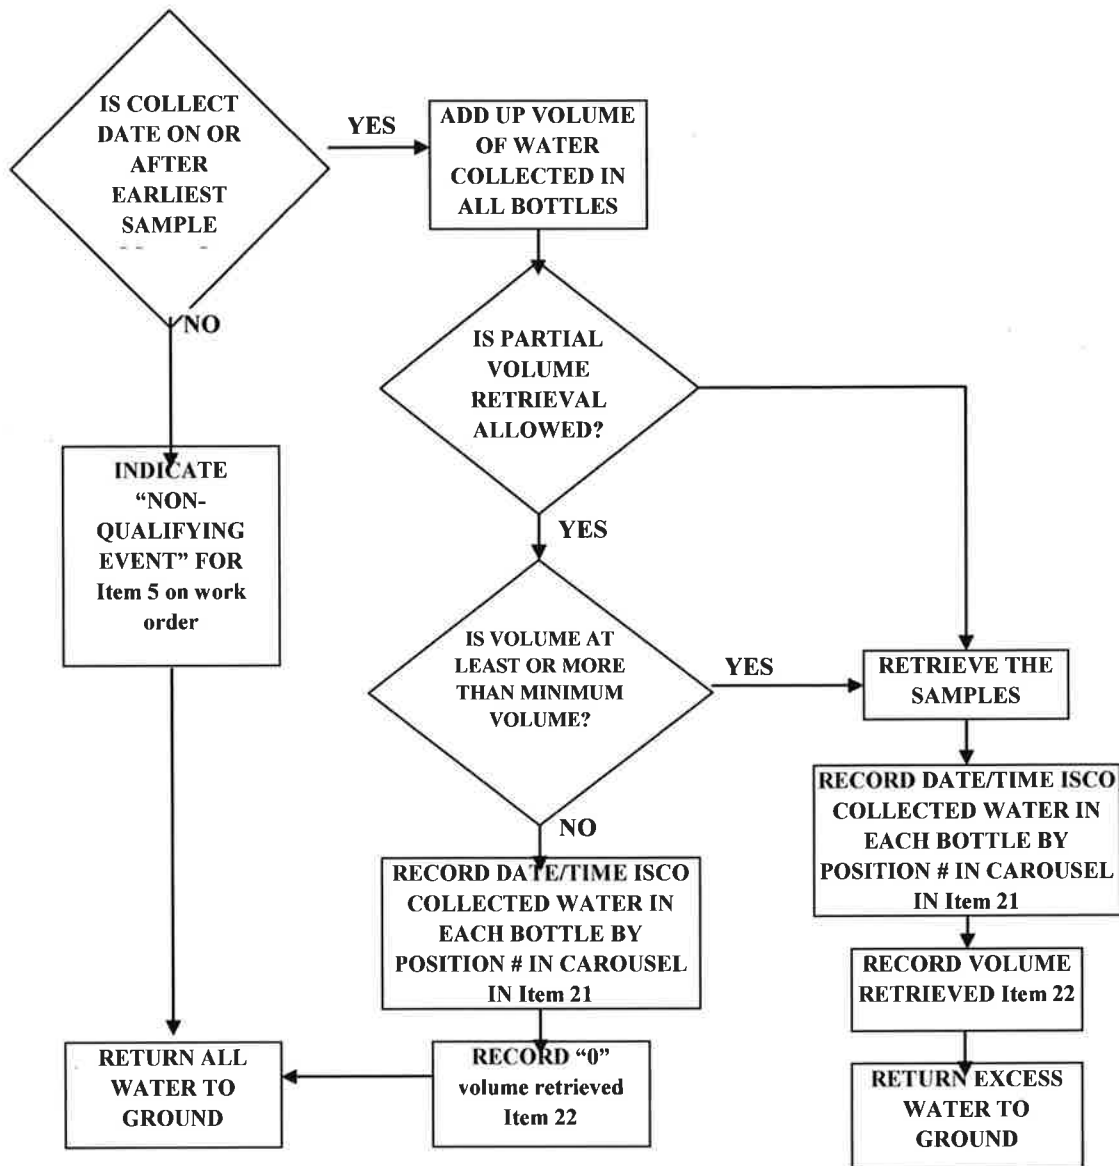 IS COLLECT
DATE ON OR
AFTER
EARLIEST
SAMPLE
YES
ADD UP VOLUME
OF WATER
COLLECTED IN
ALL BOTTLES
NO
IS PARTIAL
VOLUME
RETRIEVAL
ALLOWED?
INDICATE
“NON-
QUALIFYING
EVENT” FOR
Item 5 on work
order
YES
IS VOLUME AT
LEAST OR MORE
THAN MINIMUM
VOLUME?
YES
RETRIEVE THE
SAMPLES
NO
RECORD DATE/TIME ISCO
COLLECTED WATER IN
EACH BOTTLE BY
POSITION # IN CAROUSEL
IN Item 21
RECORD DATE/TIME ISCO
COLLECTED WATER IN
EACH BOTTLE BY
POSITION # IN CAROUSEL
IN Item 21
RECORD VOLUME
RETRIEVED Item 22
RETURN ALL
WATER TO
GROUND
RECORD “0”
volume retrieved
Item 22
RETURN EXCESS
WATER TO
GROUND